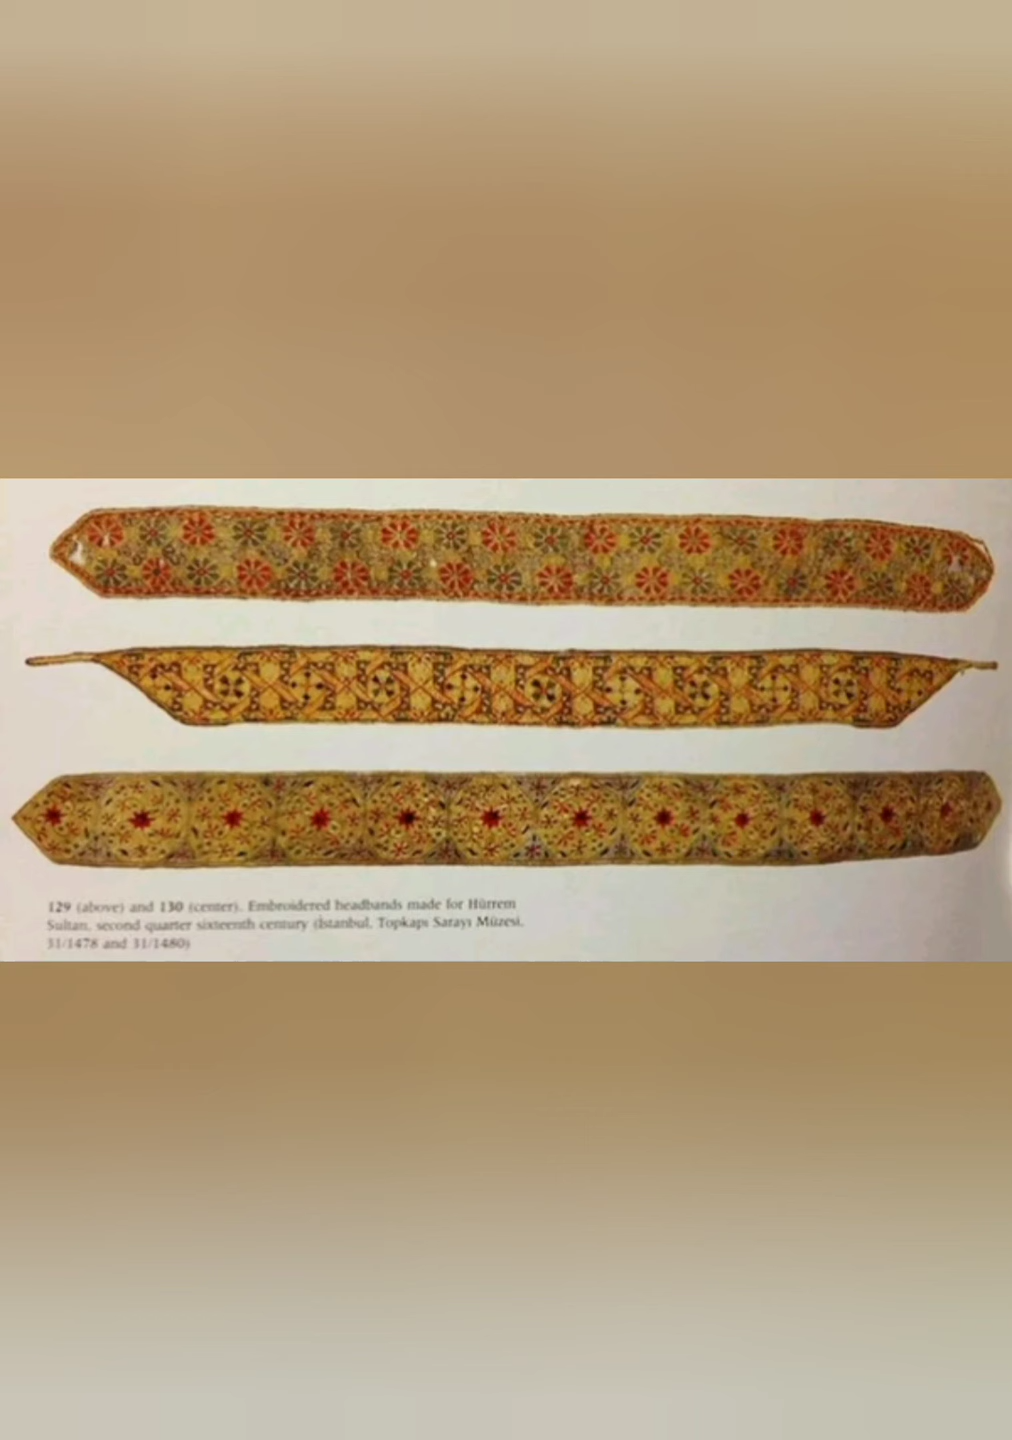 129 (above) and 130 (center). Embroidered headbands made for Hürrem
Sultan, second quarter sixteenth century (İstanbul, Topkapı Sarayı Müzesi,
31/1478 and 31/1480)